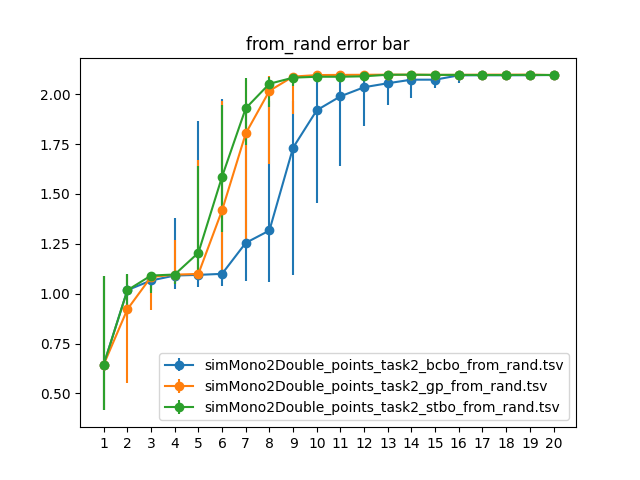 from_rand error bar
2.00
1.75
1.50
1.25
1.00
0.75
0.50
simMono2Double_points_task2_bcbo_from_rand.tsv
simMono2Double_points_task2_gp_from_rand.tsv
simMono2Double_points_task2_stbo_from_rand.tsv
1 2 3 4 5 6 7 8 9 10 11 12 13 14 15 16 17 18 19 20